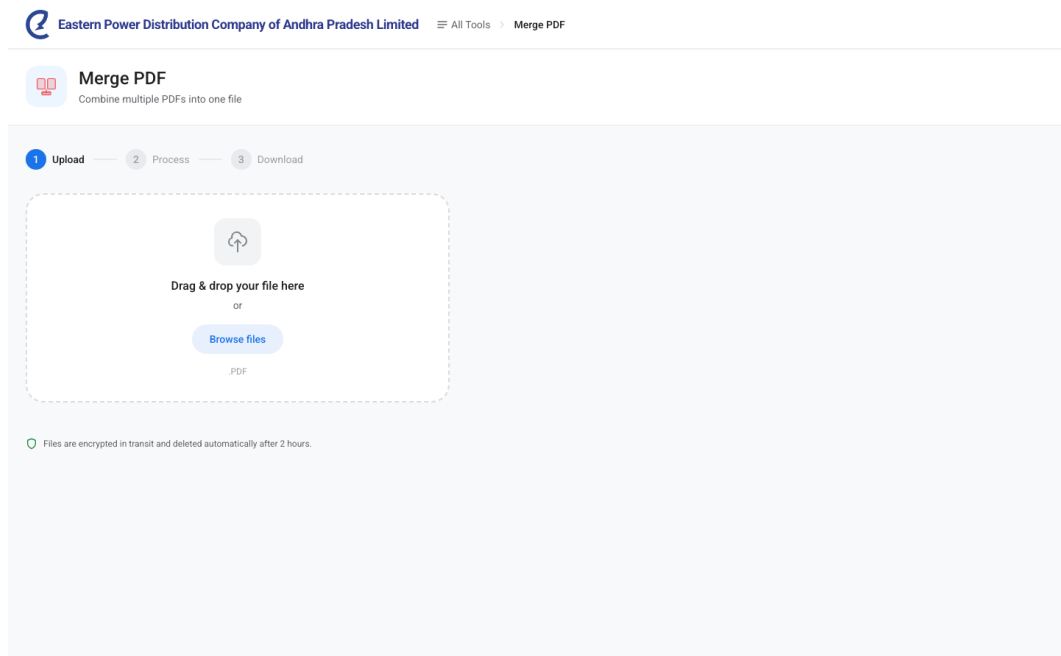 Eastern Power Distribution Company of Andhra Pradesh Limited All Tools > Merge PDF
Merge PDF
Combine multiple PDFs into one file
1 Upload 2 Process 3 Download
Drag & drop your file here
or
Browse files
.PDF
Files are encrypted in transit and deleted automatically after 2 hours.